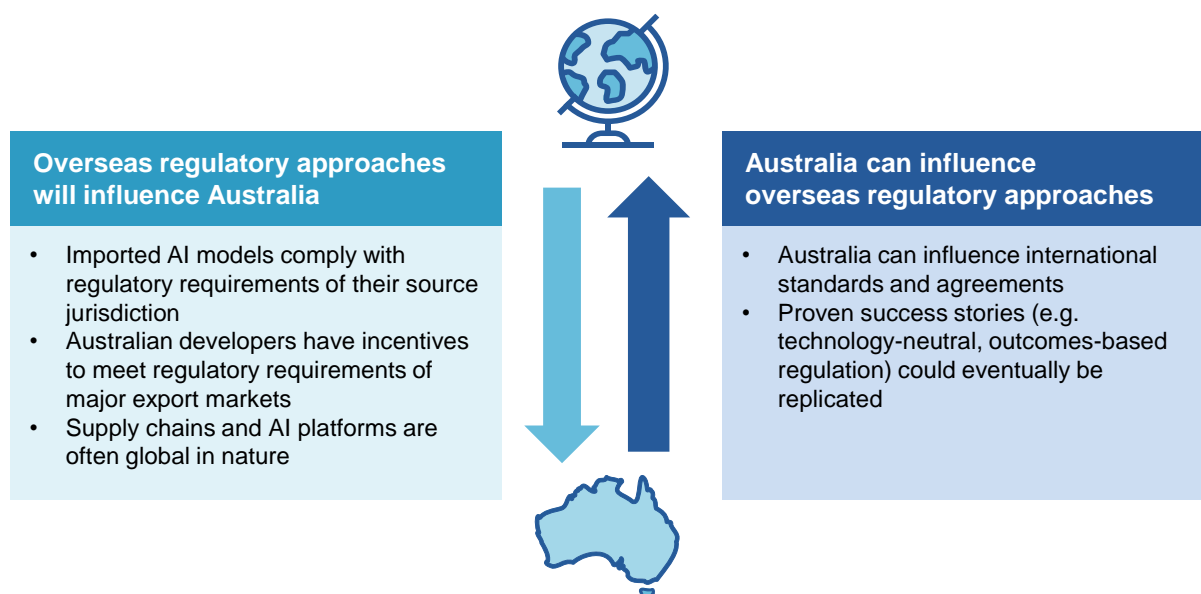 Overseas regulatory approaches
will influence Australia
• Imported AI models comply with
regulatory requirements of their source
jurisdiction
• Australian developers have incentives
to meet regulatory requirements of
major export markets
• Supply chains and AI platforms are
often global in nature
Australia can influence
overseas regulatory approaches
• Australia can influence international
standards and agreements
• Proven success stories (e.g.
technology-neutral, outcomes-based
regulation) could eventually be
replicated